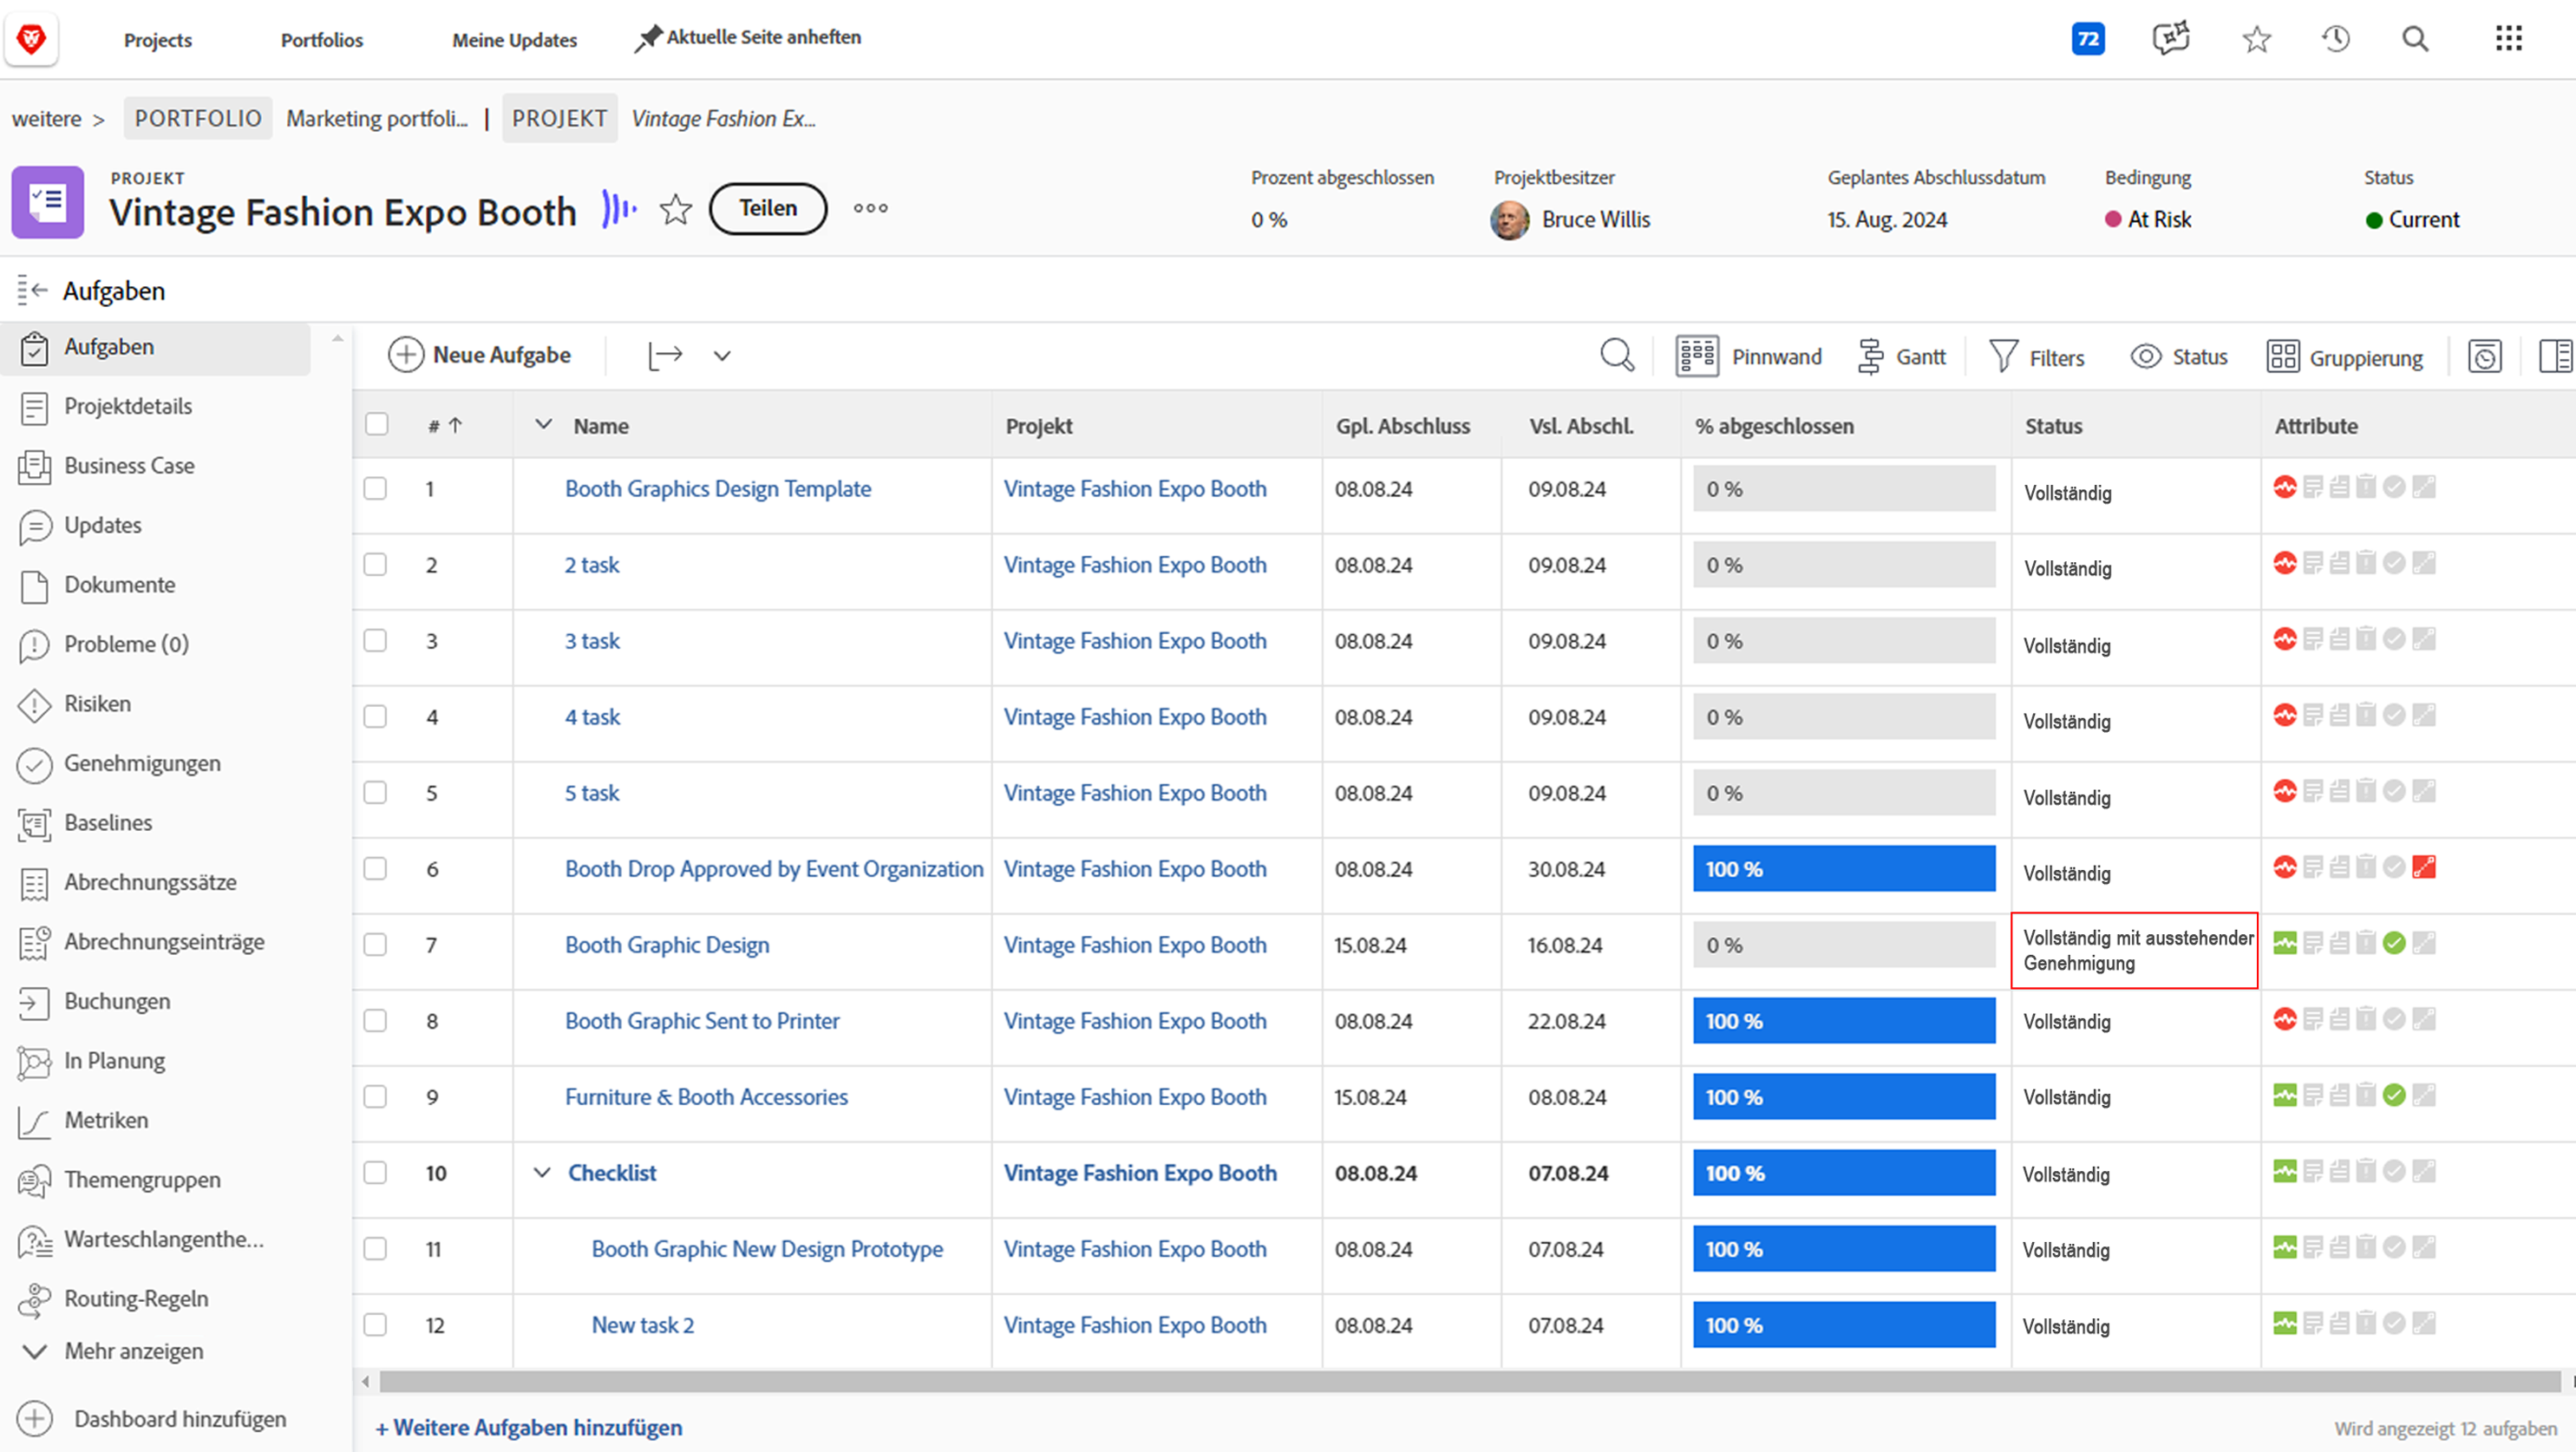 Projects Portfolios Meine Updates Aktuelle Seite anheften 72
weitere > PORTFOLIO Marketing portfoli... | PROJEKT Vintage Fashion Ex...
PROJEKT
Vintage Fashion Expo Booth Teilen
Prozent abgeschlossen Projektbesitzer Geplantes Abschlussdatum Bedingung Status
0 % Bruce Willis 15. Aug. 2024 At Risk Current
Aufgaben
Aufgaben
Projektdetails
Business Case
Updates
Dokumente
Probleme (0)
Risiken
Genehmigungen
Baselines
Abrechnungssätze
Abrechnungseinträge
Buchungen
In Planung
Metriken
Themengruppen
Warteschlangenthe...
Routing-Regeln
Mehr anzeigen
Dashboard hinzufügen
Neue Aufgabe Pinnwand Gantt Filters Status Gruppierung
# ↑ Name Projekt Gpl. Abschluss Vsl. Abschl. % abgeschlossen Status Attribute
1 Booth Graphics Design Template Vintage Fashion Expo Booth 08.08.24 09.08.24 0 % Vollständig
2 2 task Vintage Fashion Expo Booth 08.08.24 09.08.24 0 % Vollständig
3 3 task Vintage Fashion Expo Booth 08.08.24 09.08.24 0 % Vollständig
4 4 task Vintage Fashion Expo Booth 08.08.24 09.08.24 0 % Vollständig
5 5 task Vintage Fashion Expo Booth 08.08.24 09.08.24 0 % Vollständig
6 Booth Drop Approved by Event Organization Vintage Fashion Expo Booth 08.08.24 30.08.24 100 % Vollständig
7 Booth Graphic Design Vintage Fashion Expo Booth 15.08.24 16.08.24 0 % Vollständig mit ausstehender
Genehmigung
8 Booth Graphic Sent to Printer Vintage Fashion Expo Booth 08.08.24 22.08.24 100 % Vollständig
9 Furniture & Booth Accessories Vintage Fashion Expo Booth 15.08.24 08.08.24 100 % Vollständig
10 Checklist Vintage Fashion Expo Booth 08.08.24 07.08.24 100 % Vollständig
11 Booth Graphic New Design Prototype Vintage Fashion Expo Booth 08.08.24 07.08.24 100 % Vollständig
12 New task 2 Vintage Fashion Expo Booth 08.08.24 07.08.24 100 % Vollständig
+ Weitere Aufgaben hinzufügen
Wird angezeigt 12 aufgaben